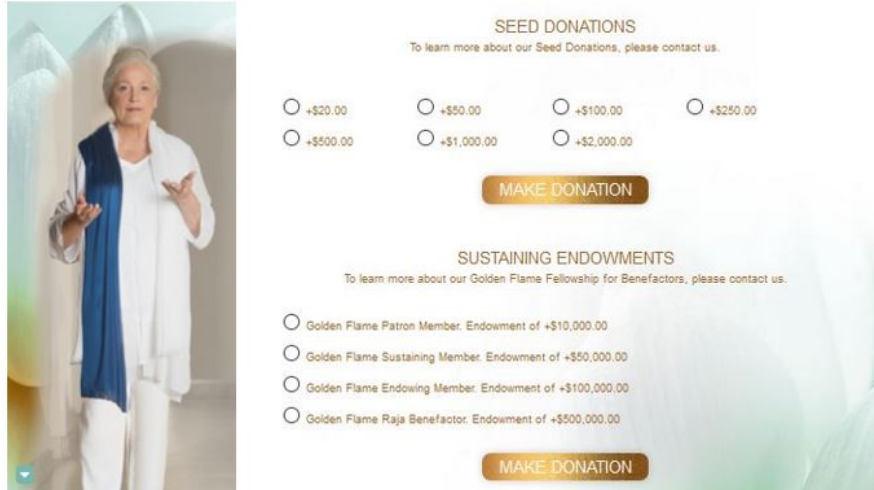 SEED DONATIONS
To learn more about our Seed Donations, please contact us.
+$20.00 +$50.00 +$100.00 +$250.00
+$500.00 +$1,000.00 +$2,000.00
MAKE DONATION
SUSTAINING ENDOWMENTS
To learn more about our Golden Flame Fellowship for Benefactors, please contact us.
Golden Flame Patron Member. Endowment of +$10,000.00
Golden Flame Sustaining Member. Endowment of +$50,000.00
Golden Flame Endowing Member. Endowment of +$100,000.00
Golden Flame Raja Benefactor. Endowment of +$500,000.00
MAKE DONATION